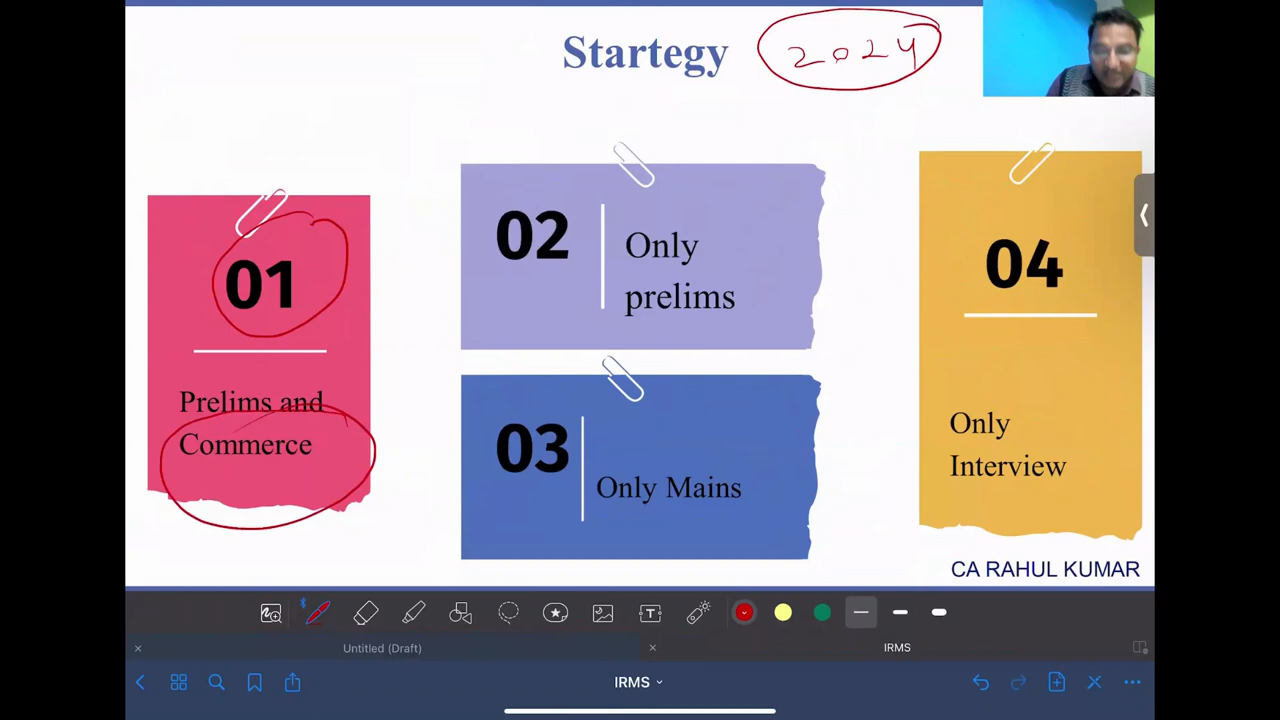 Startegy
2024
01
Prelims and
Commerce
02
Only
prelims
03
Only Mains
04
Only
Interview
CA RAHUL KUMAR
Untitled (Draft)
IRMS
IRMS